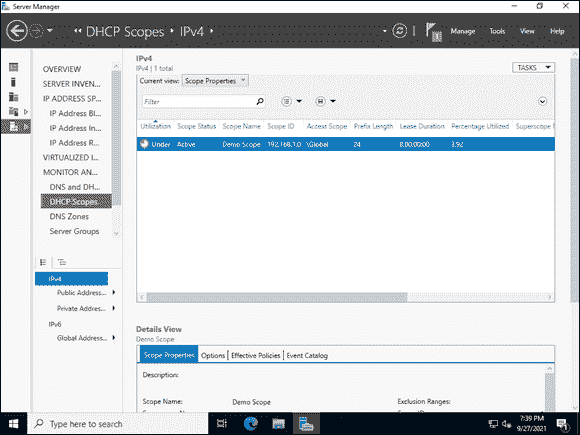 Server Manager
DHCP Scopes • IPv4
Manage Tools View Help
OVERVIEW
SERVER INVEN...
IP ADDRESS SP...
IP Address Bl...
IP Address In...
IP Address R...
VIRTUALIZED I...
MONITOR AN...
DNS and DH...
DHCP Scopes
DNS Zones
Server Groups
IPv4
Public Address...
Private Addres...
IPv6
Global Address...
IPv4
IPv4 | 1 total
TASKS
Current view: Scope Properties
Filter
Utilization Scope Status Scope Name Scope ID Access Scope Prefix Length Lease Duration Percentage Utilized Superscope
Under Active Demo Scope 192.168.1.0 \Global 24 8.00:00:00 3.92
Details View
Demo Scope
Scope Properties Options Effective Policies Event Catalog
Description:
Scope Name: Demo Scope Exclusion Ranges:
Type here to search
7:39 PM
9/27/2021